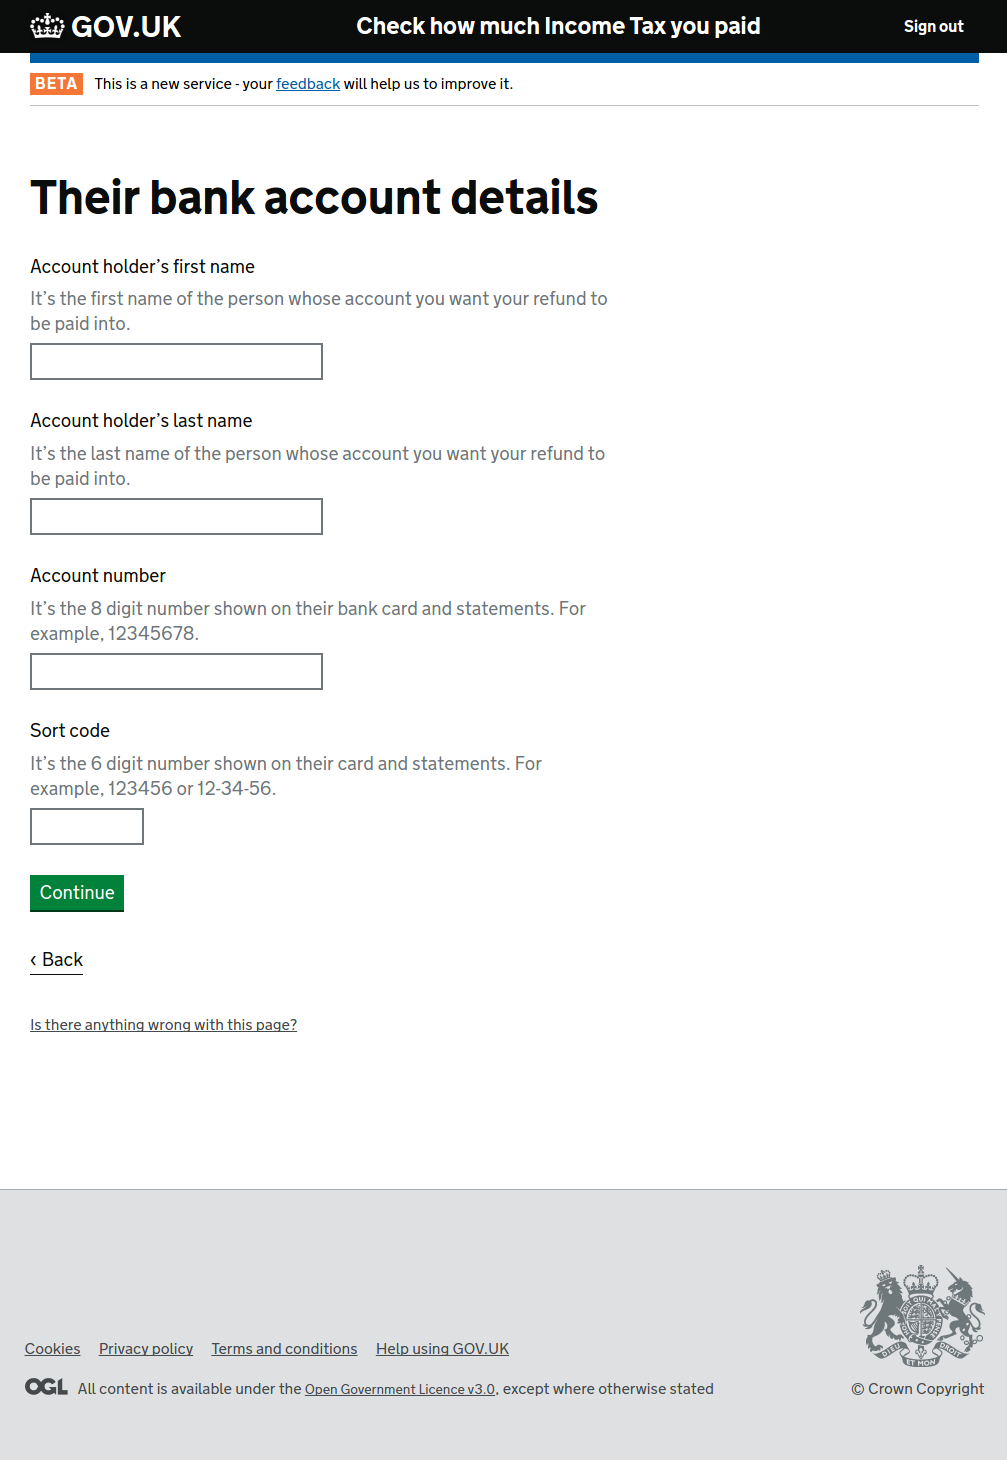 GOV.UK
Check how much Income Tax you paid
Sign out
BETA This is a new service - your feedback will help us to improve it.
Their bank account details
Account holder’s first name
It’s the first name of the person whose account you want your refund to
be paid into.
Account holder’s last name
It’s the last name of the person whose account you want your refund to
be paid into.
Account number
It’s the 8 digit number shown on their bank card and statements. For
example, 12345678.
Sort code
It’s the 6 digit number shown on their card and statements. For
example, 123456 or 12-34-56.
Continue
‹ Back
Is there anything wrong with this page?
Cookies Privacy policy Terms and conditions Help using GOV.UK
OGL All content is available under the Open Government Licence v3.0, except where otherwise stated
DIEU ET MON DROIT
© Crown Copyright